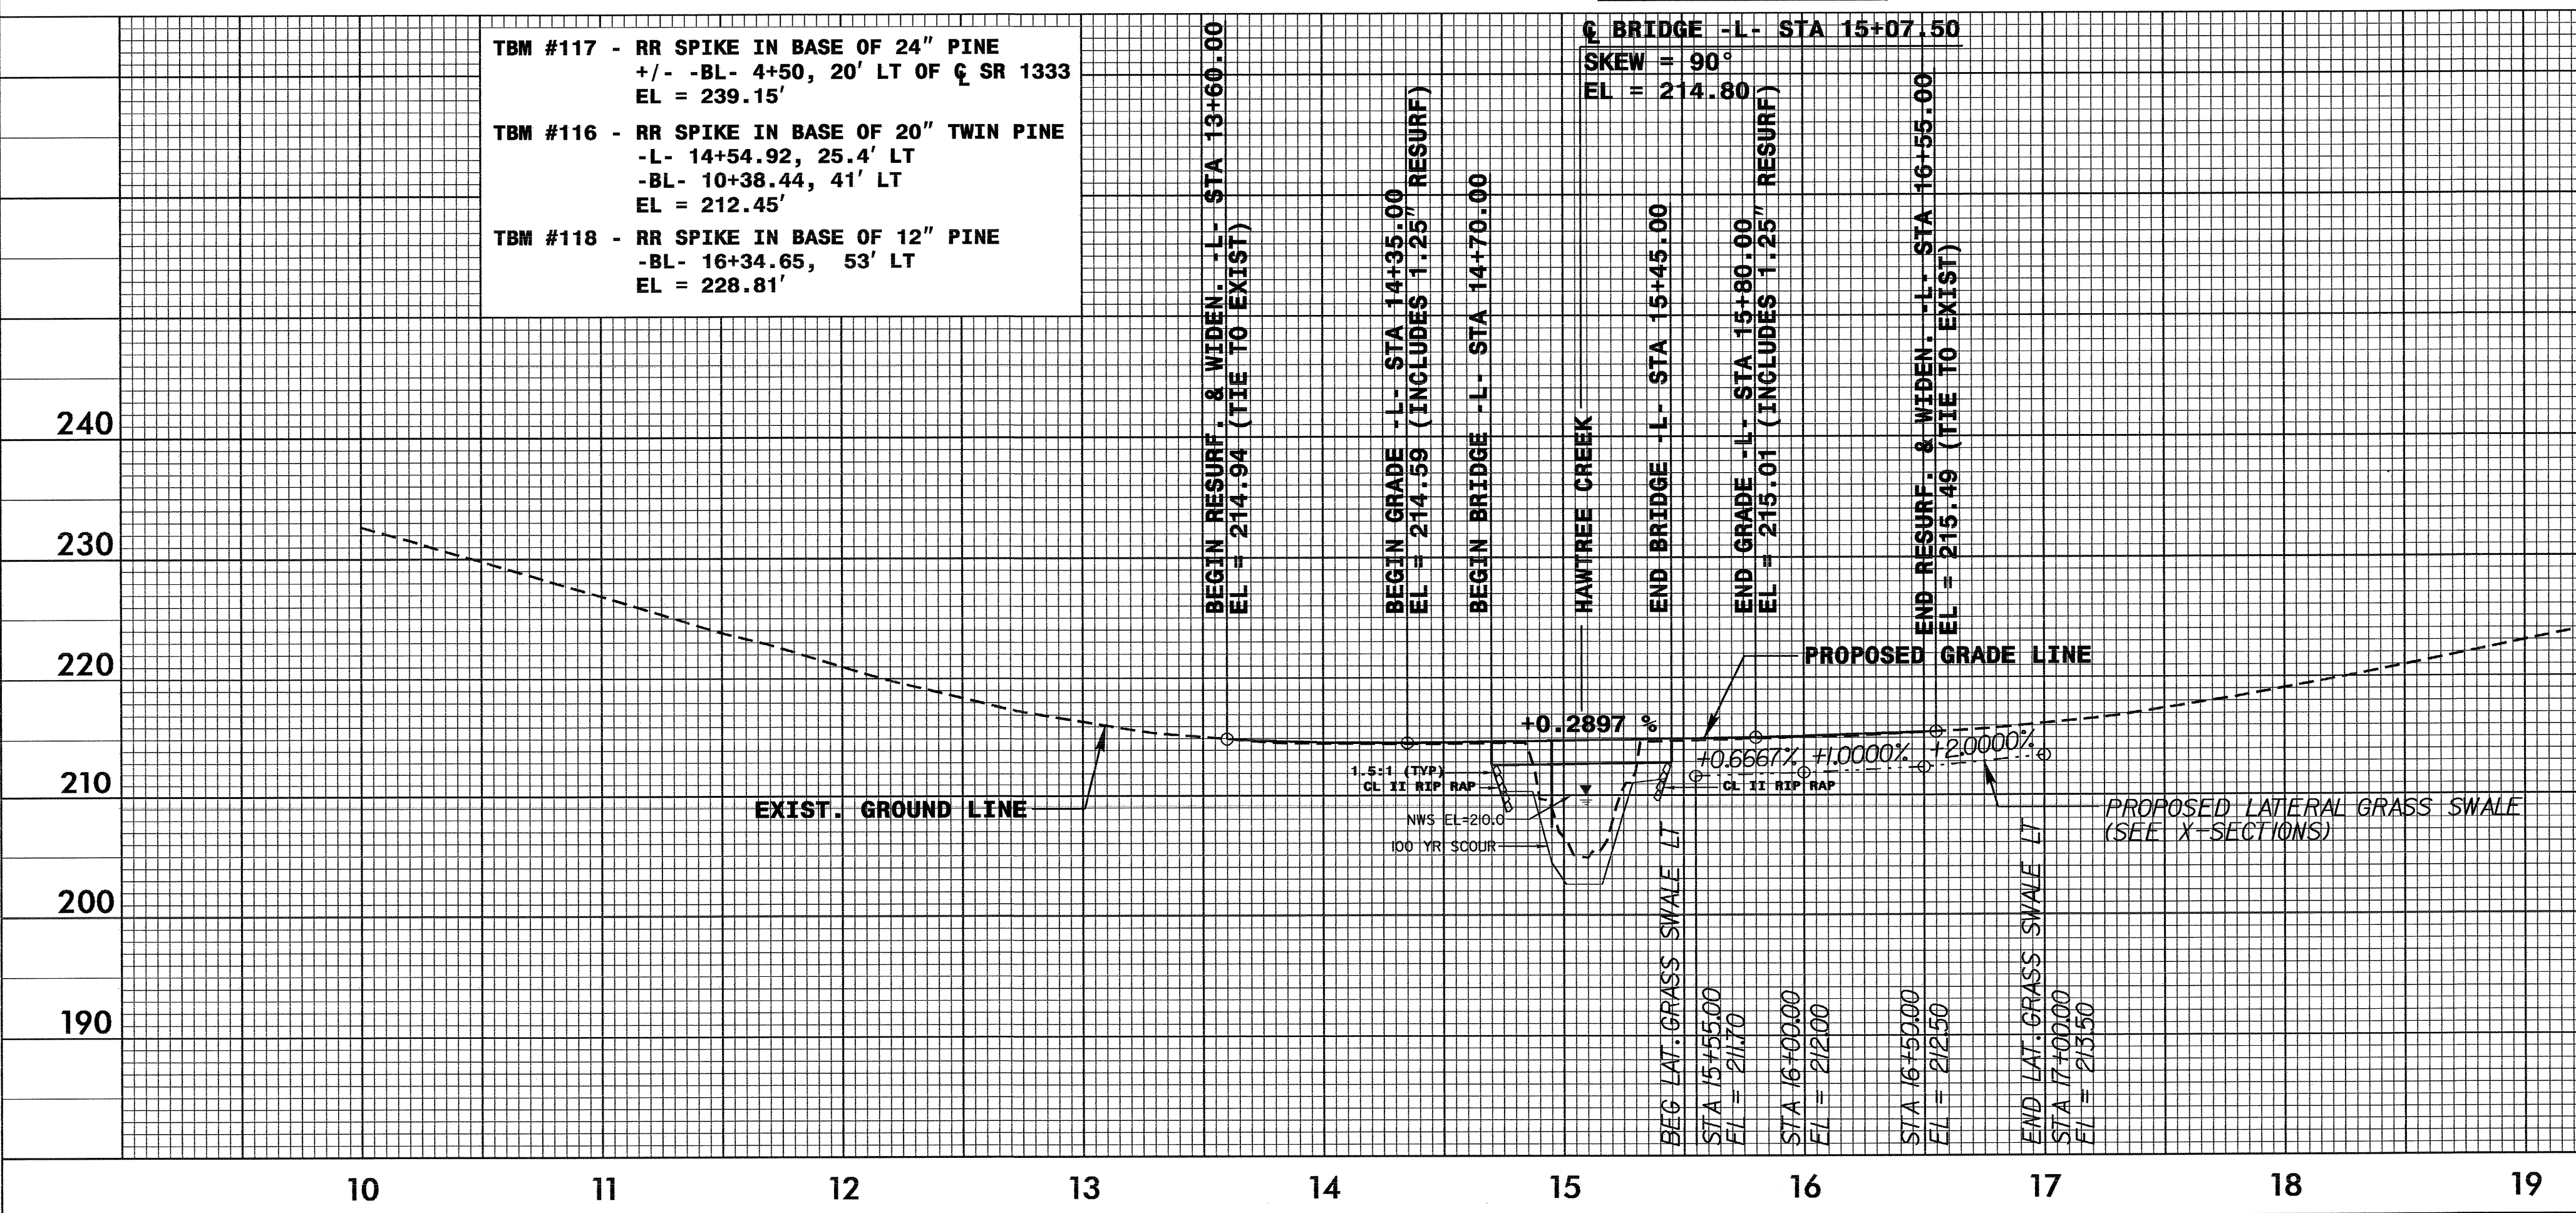 TBM #117 - RR SPIKE IN BASE OF 24" PINE
+/- -BL- 4+50, 20' LT OF ℄ SR 1333
EL = 239.15'
TBM #116 - RR SPIKE IN BASE OF 20" TWIN PINE
-L- 14+54.92, 25.4' LT
-BL- 10+38.44, 41' LT
EL = 212.45'
TBM #118 - RR SPIKE IN BASE OF 12" PINE
-BL- 16+34.65, 53' LT
EL = 228.81'
BEGIN RESURF. & WIDEN. -L- STA 13+60.00
EL = 214.94 (TIE TO EXIST)
BEGIN GRADE -L- STA 14+35.00
EL = 214.59 (INCLUDES 1.25" RESURF)
BEGIN BRIDGE -L- STA 14+70.00
℄ BRIDGE -L- STA 15+07.50
SKEW = 90°
EL = 214.80
HAWTREE CREEK
END BRIDGE -L- STA 15+45.00
END GRADE -L- STA 15+80.00
EL = 215.01 (INCLUDES 1.25" RESURF)
END RESURF. & WIDEN. -L- STA 16+55.00
EL = 215.49 (TIE TO EXIST)
240
230
220
210
200
190
PROPOSED GRADE LINE
+0.2897 %
+0.6667% +1.0000% +2.0000%
1.5:1 (TYP)
CL II RIP RAP
CL II RIP RAP
EXIST. GROUND LINE
NWS EL=210.0
100 YR SCOUR
PROPOSED LATERAL GRASS SWALE
(SEE X-SECTIONS)
BEG LAT. GRASS SWALE LT
STA 15+55.00
EL = 211.70
STA 16+00.00
EL = 212.00
STA 16+50.00
EL = 212.50
END LAT. GRASS SWALE LT
STA 17+00.00
EL = 213.50
10 11 12 13 14 15 16 17 18 19